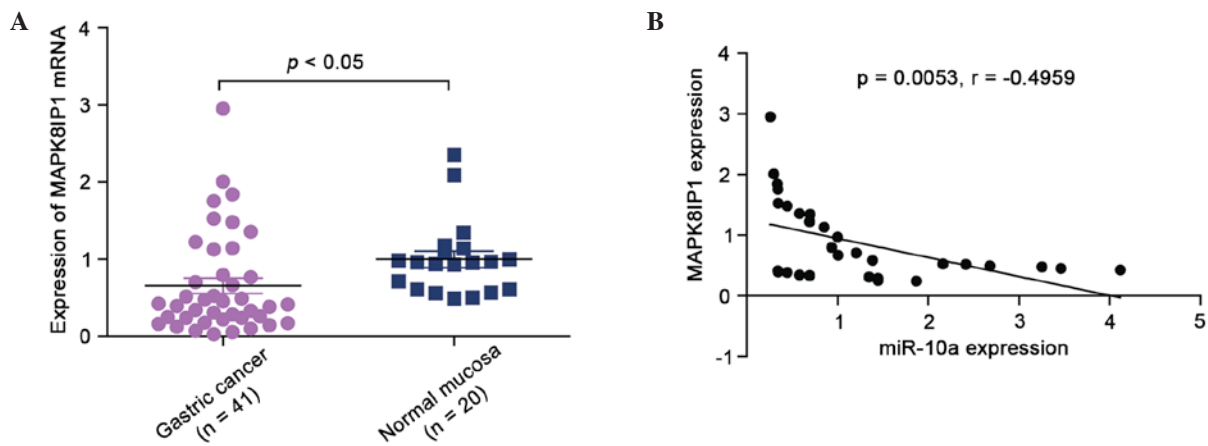 A
Expression of MAPK8IP1 mRNA
4
3
2
1
0
p < 0.05
Gastric cancer
(n = 41)
Normal mucosa
(n = 20)
B
MAPK8IP1 expression
4
3
2
1
0
-1
p = 0.0053, r = -0.4959
1
2
3
4
5
miR-10a expression